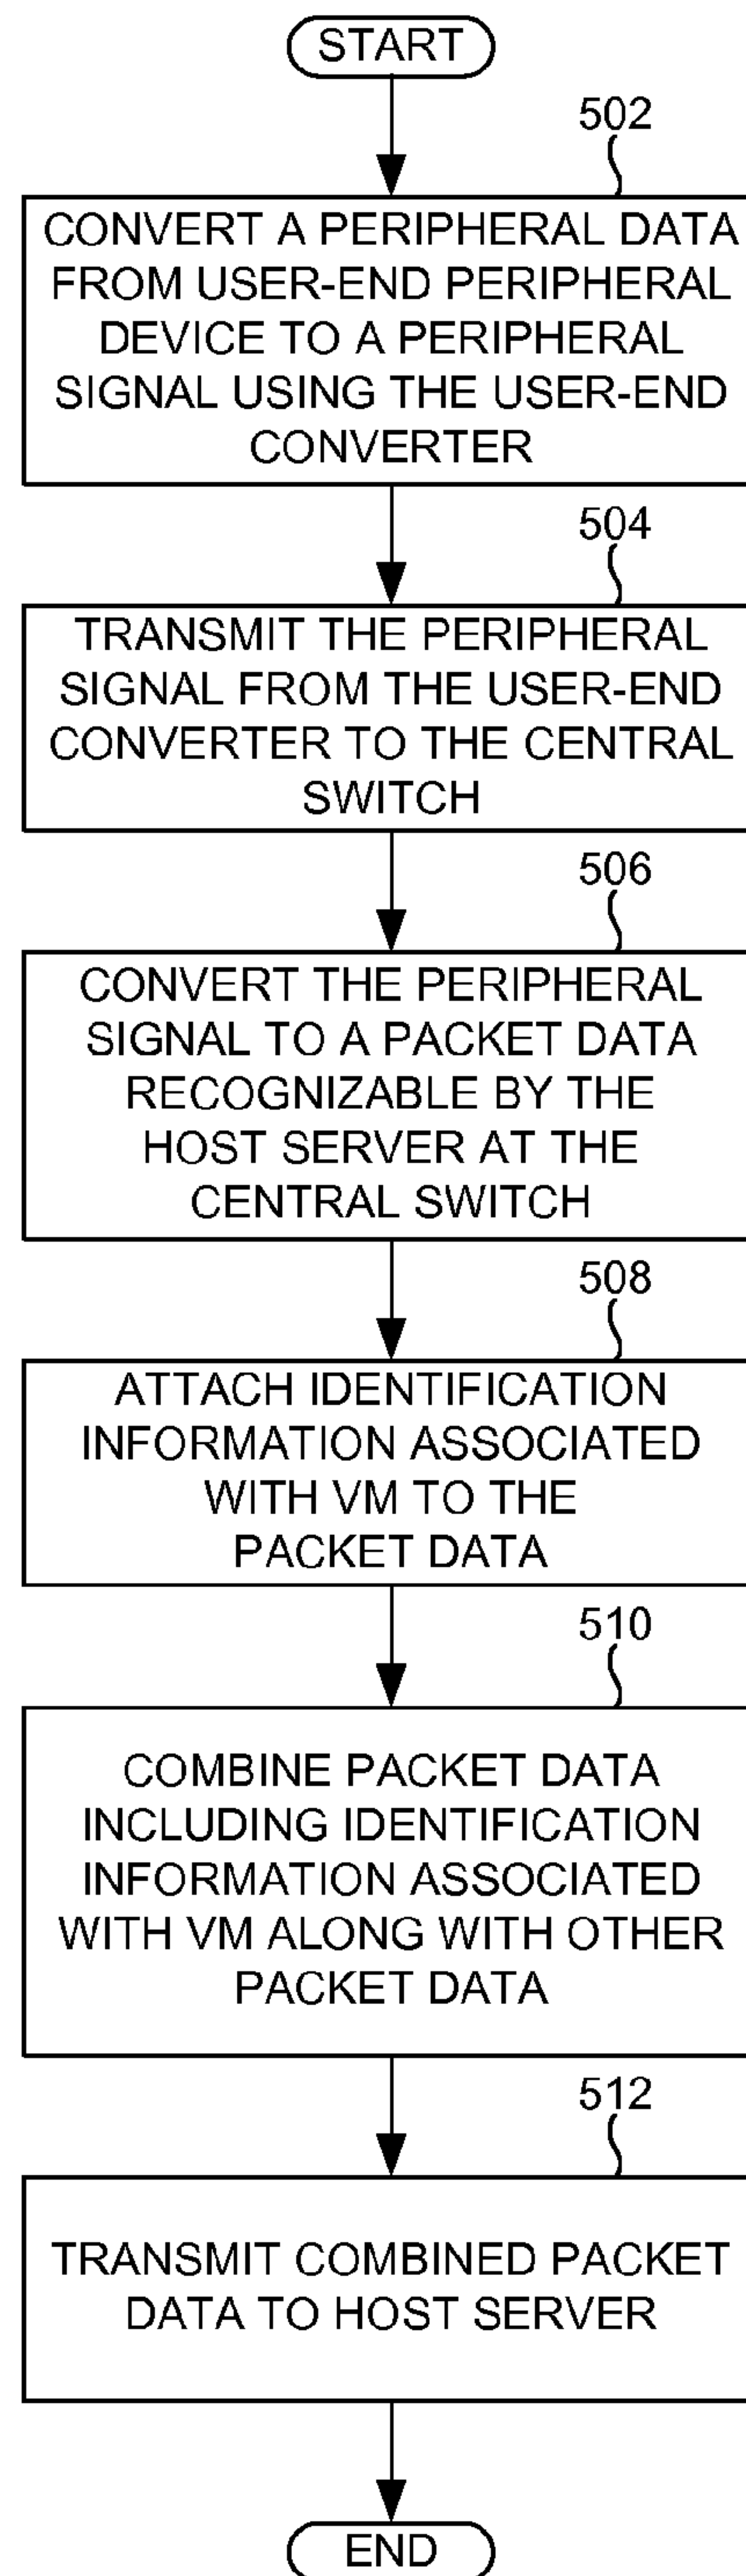 START
502
CONVERT A PERIPHERAL DATA
FROM USER-END PERIPHERAL
DEVICE TO A PERIPHERAL
SIGNAL USING THE USER-END
CONVERTER
504
TRANSMIT THE PERIPHERAL
SIGNAL FROM THE USER-END
CONVERTER TO THE CENTRAL
SWITCH
506
CONVERT THE PERIPHERAL
SIGNAL TO A PACKET DATA
RECOGNIZABLE BY THE
HOST SERVER AT THE
CENTRAL SWITCH
508
ATTACH IDENTIFICATION
INFORMATION ASSOCIATED
WITH VM TO THE
PACKET DATA
510
COMBINE PACKET DATA
INCLUDING IDENTIFICATION
INFORMATION ASSOCIATED
WITH VM ALONG WITH OTHER
PACKET DATA
512
TRANSMIT COMBINED PACKET
DATA TO HOST SERVER
END